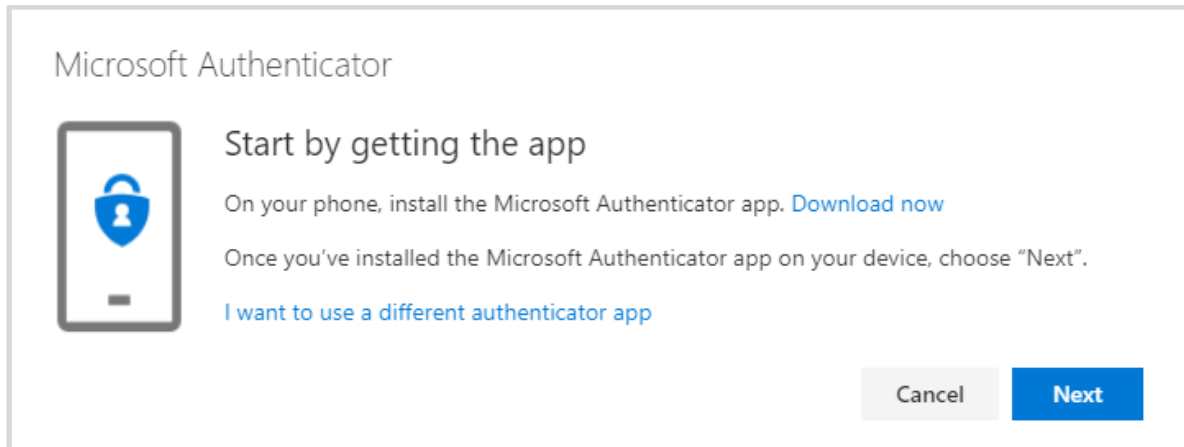 Microsoft Authenticator
Start by getting the app
On your phone, install the Microsoft Authenticator app. Download now
Once you've installed the Microsoft Authenticator app on your device, choose “Next”.
I want to use a different authenticator app
Cancel Next